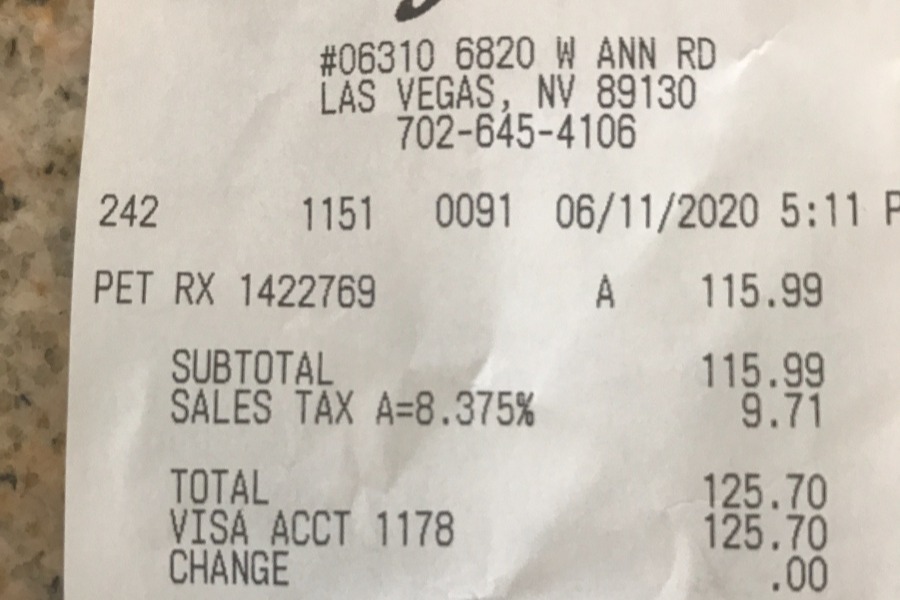 #06310 6820 W ANN RD
LAS VEGAS, NV 89130
702-645-4106
242 1151 0091 06/11/2020 5:11 P
PET RX 1422769 A 115.99
SUBTOTAL 115.99
SALES TAX A=8.375% 9.71
TOTAL 125.70
VISA ACCT 1178 125.70
CHANGE .00